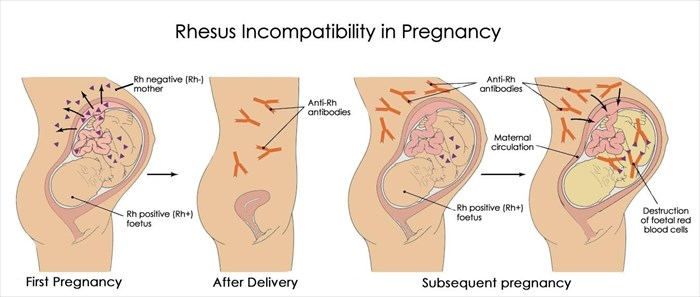 Rhesus Incompatibility in Pregnancy
Rh negative (Rh-)
mother
Rh positive (Rh+)
foetus
First Pregnancy
Anti-Rh
antibodies
After Delivery
Anti-Rh
antibodies
Maternal
circulation
Rh positive (Rh+)
foetus
Destruction
of foetal red
blood cells
Subsequent pregnancy